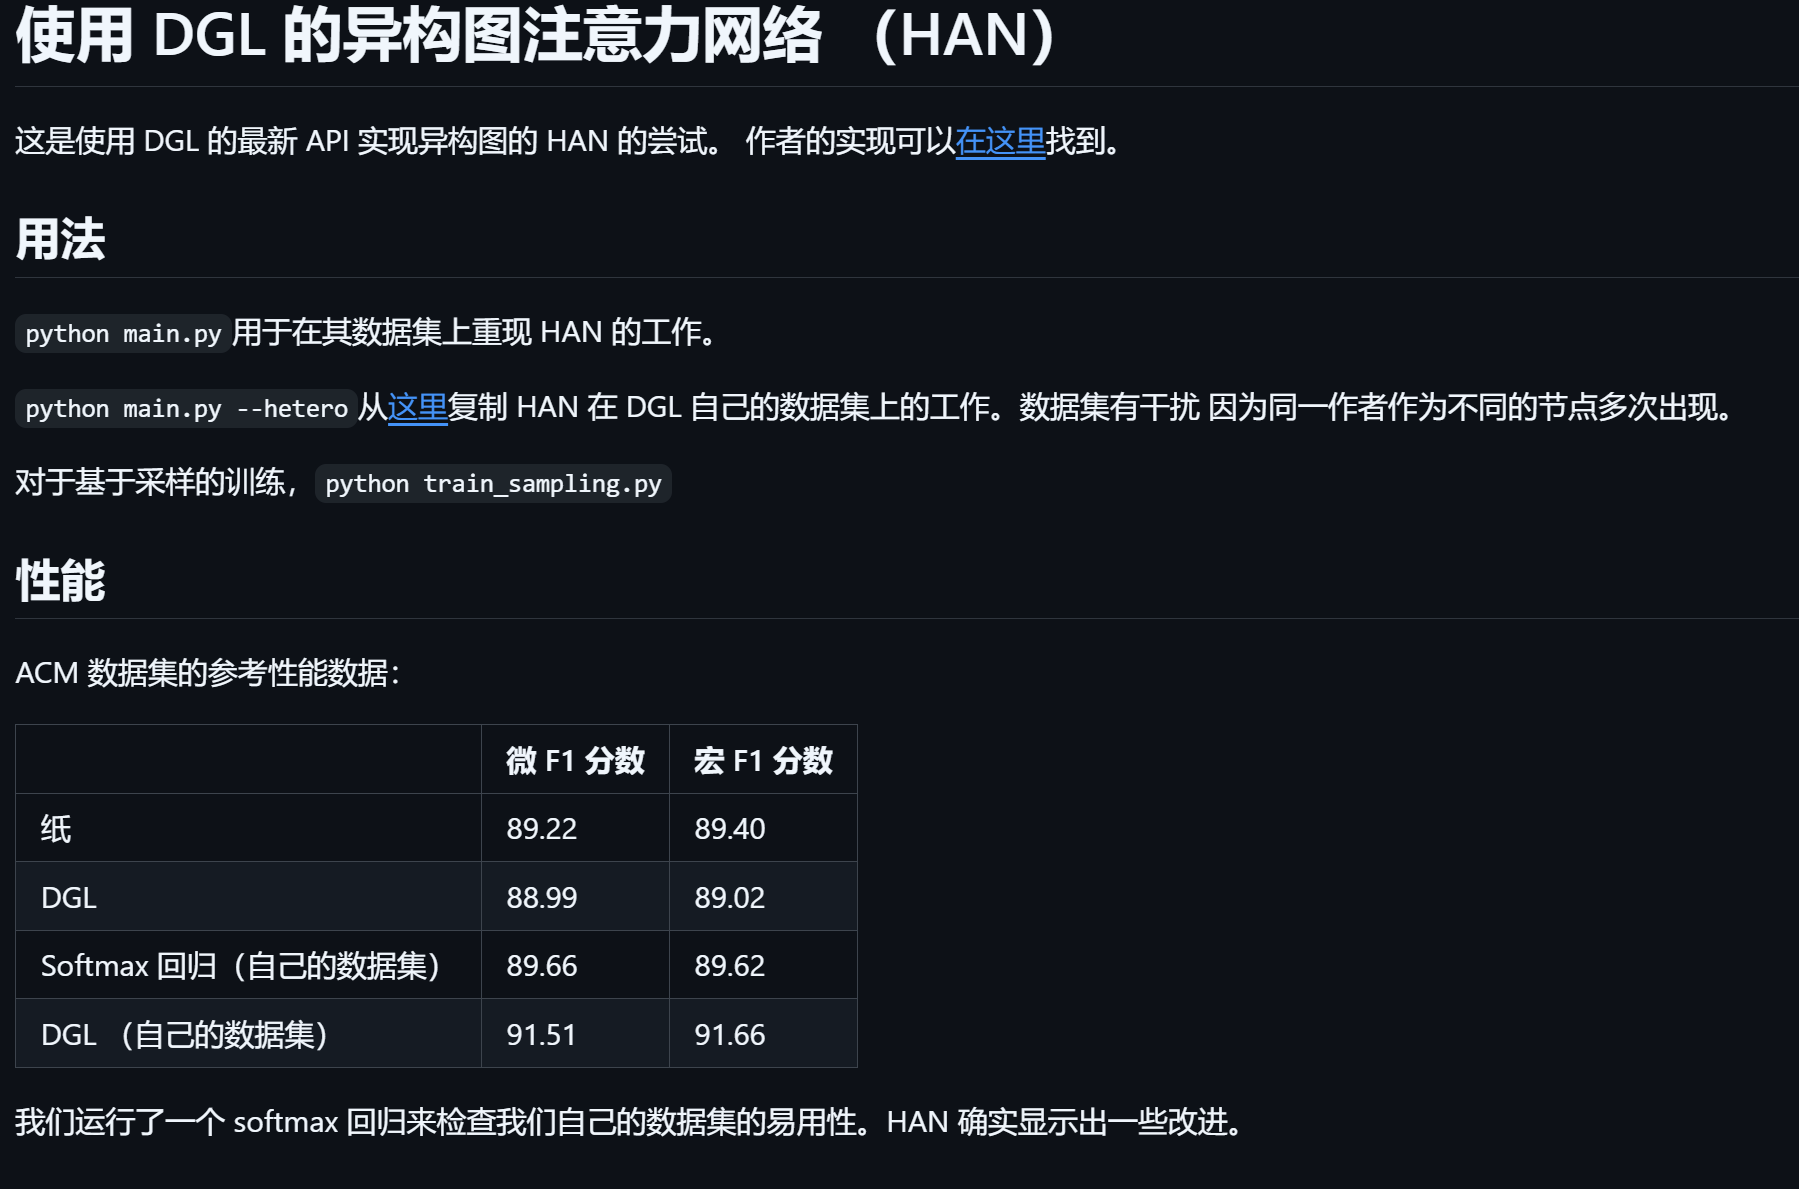 使用 DGL 的异构图注意力网络 （HAN）
这是使用 DGL 的最新 API 实现异构图的 HAN 的尝试。 作者的实现可以在这里找到。
用法
python main.py用于在其数据集上重现 HAN 的工作。
python main.py --hetero从这里复制 HAN 在 DGL 自己的数据集上的工作。数据集有干扰 因为同一作者作为不同的节点多次出现。
对于基于采样的训练，python train_sampling.py
性能
ACM 数据集的参考性能数据：
微 F1 分数 宏 F1 分数
纸 89.22 89.40
DGL 88.99 89.02
Softmax 回归（自己的数据集） 89.66 89.62
DGL （自己的数据集） 91.51 91.66
我们运行了一个 softmax 回归来检查我们自己的数据集的易用性。HAN 确实显示出一些改进。